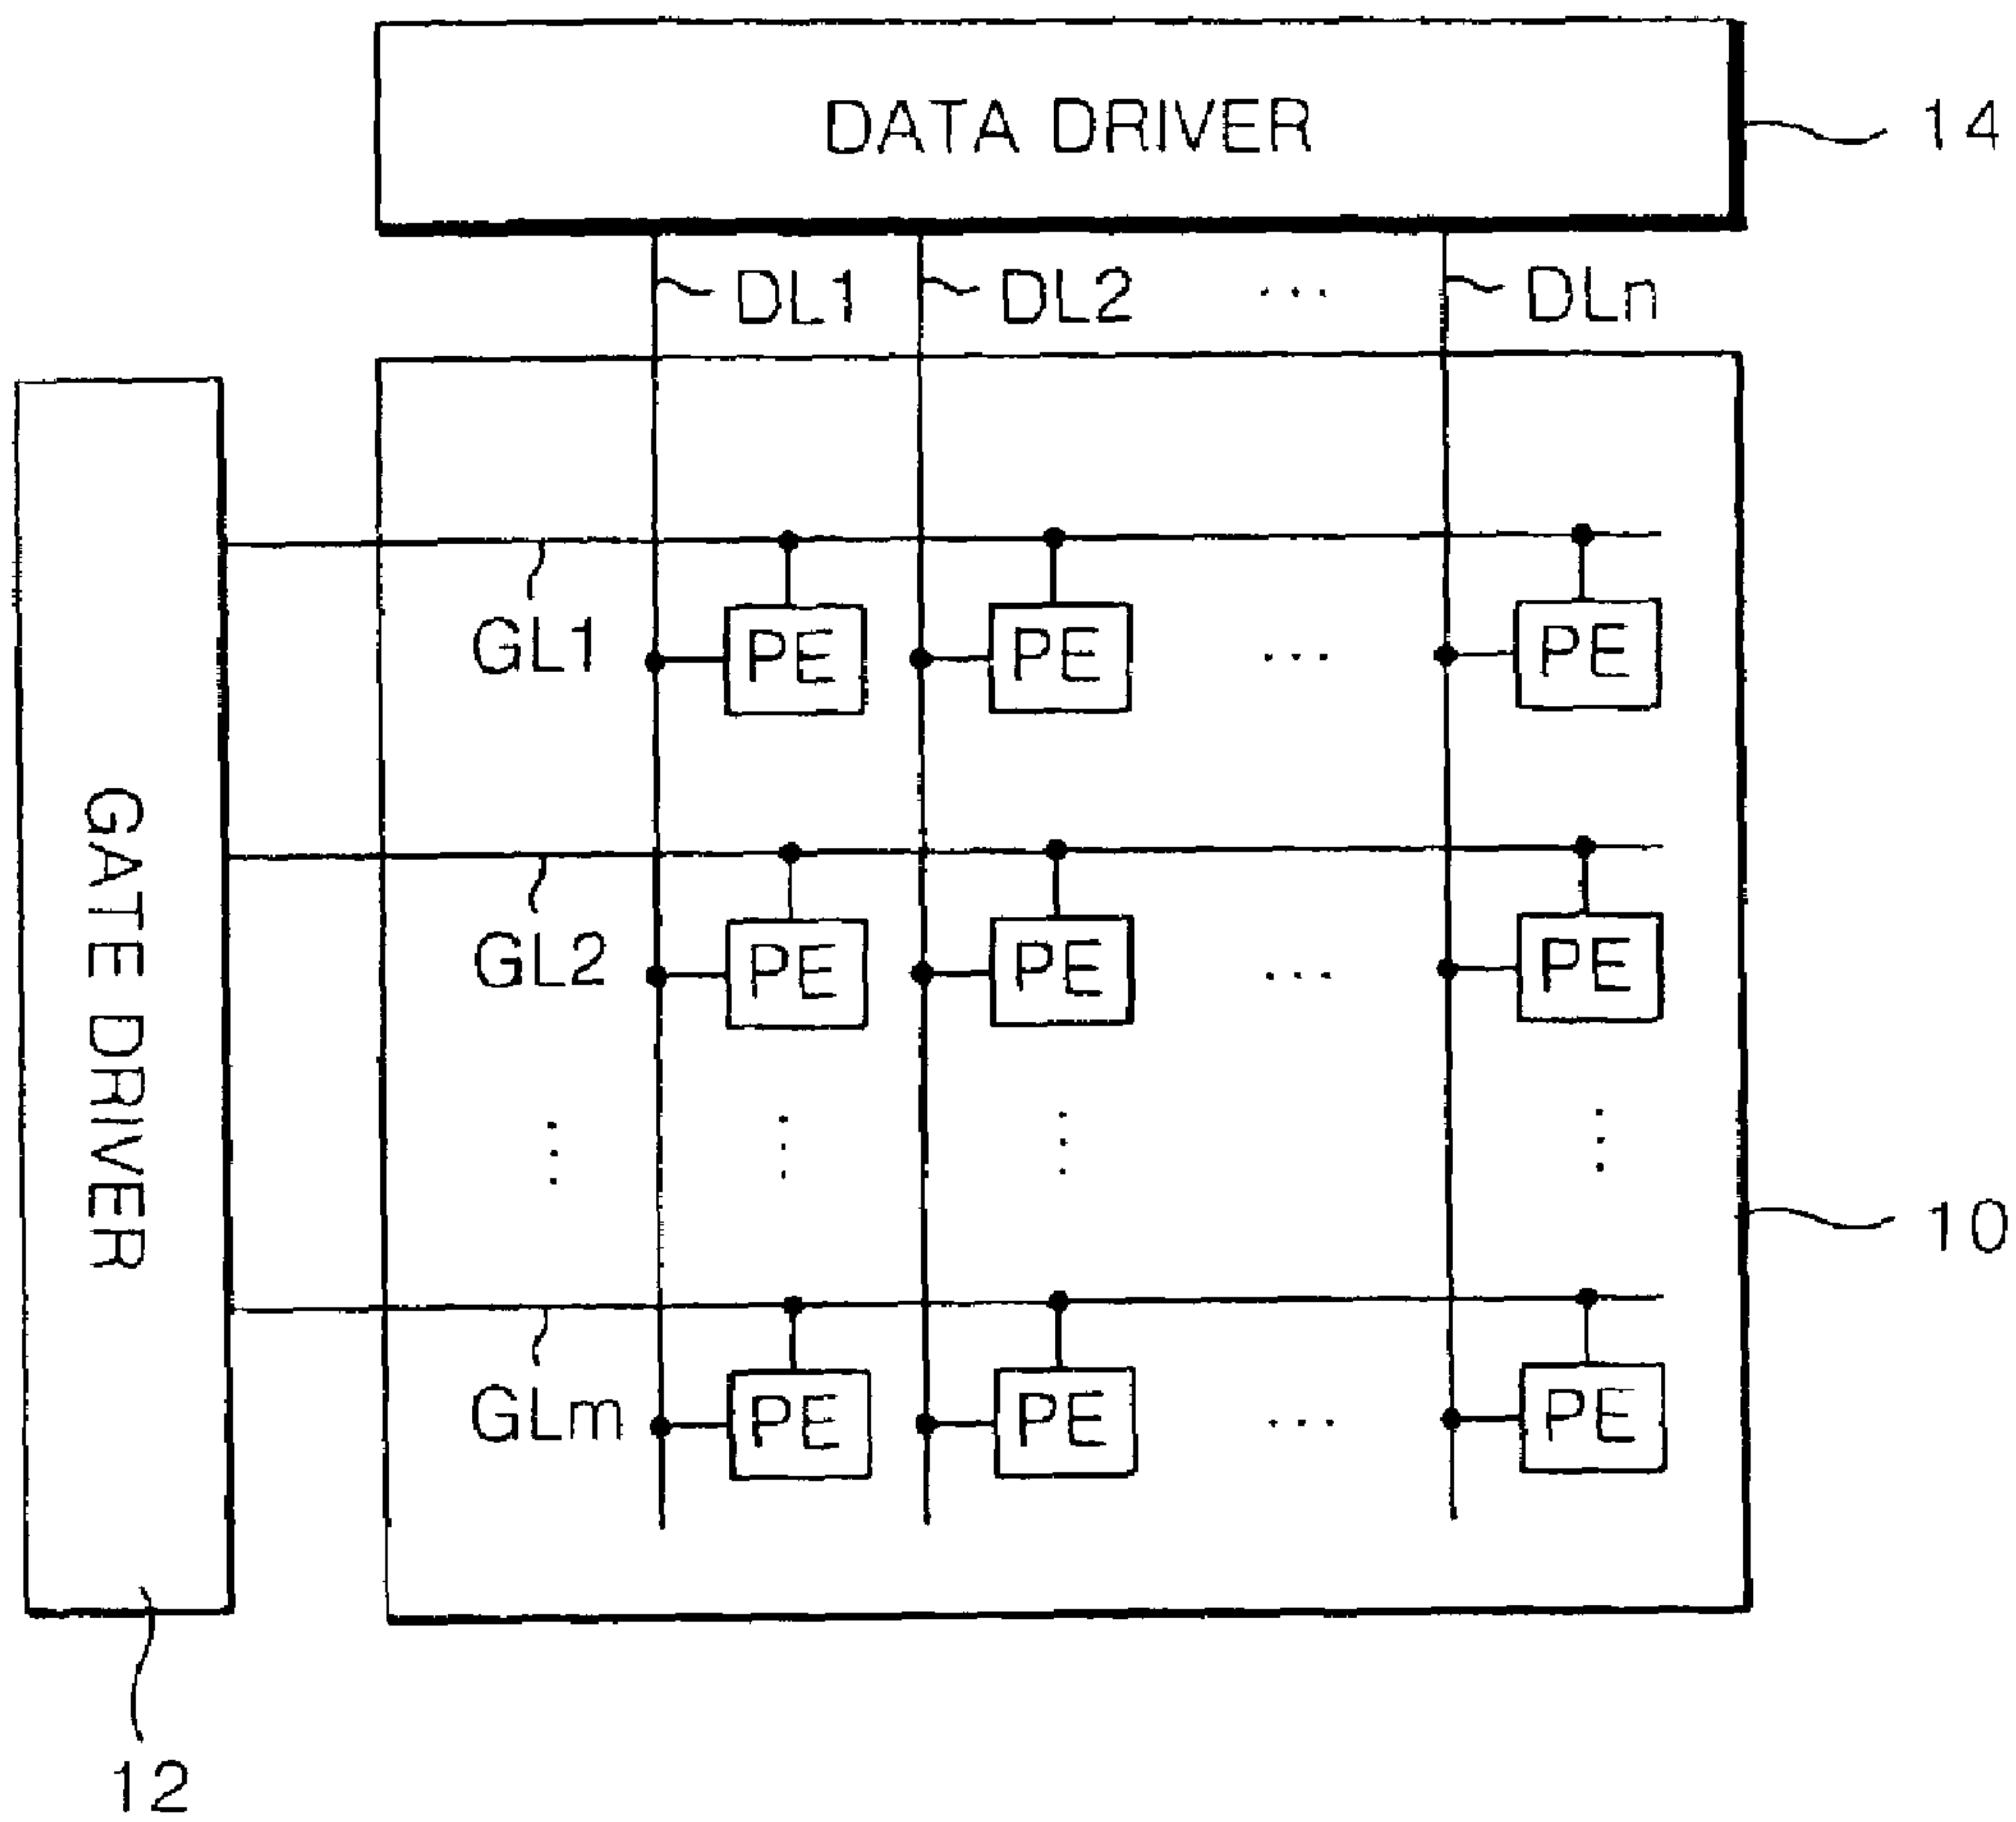 DATA DRIVER
14
DL1 DL2 ... DLn
GL1 PE PE ... PE
GATE DRIVER
GL2 PE PE ... PE
10
GLm PE PE ... PE
12